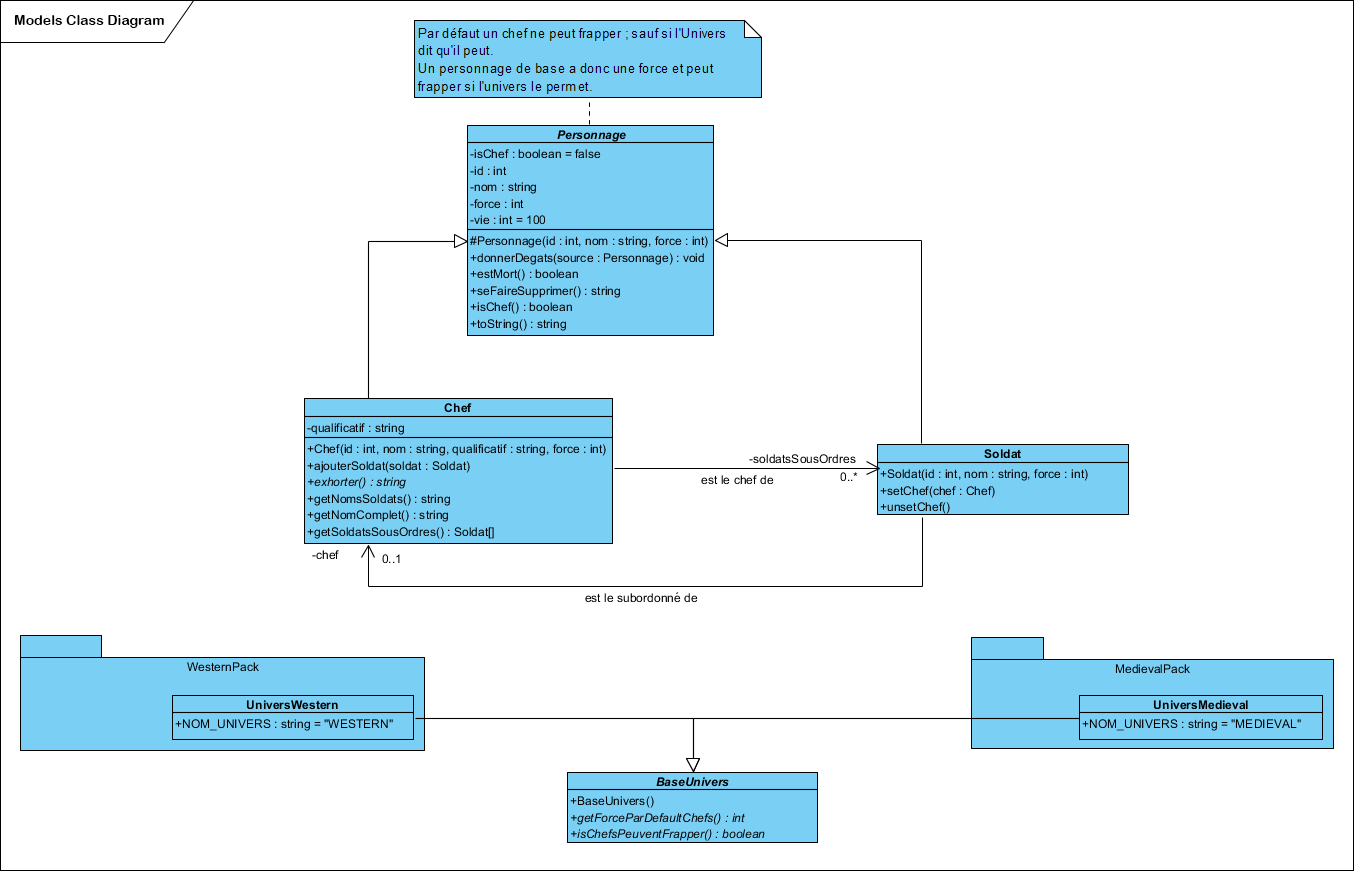 Models Class Diagram
Par défaut un chef ne peut frapper ; sauf si l'Univers
dit qu'il peut.
Un personnage de base a donc une force et peut
frapper si l'univers le permet.
Personnage
-isChef : boolean = false
-id : int
-nom : string
-force : int
-vie : int = 100
#Personnage(id : int, nom : string, force : int)
+donnerDegats(source : Personnage) : void
+estMort() : boolean
+seFaireSupprimer() : string
+isChef() : boolean
+toString() : string
Chef
-qualificatif : string
+Chef(id : int, nom : string, qualificatif : string, force : int)
+ajouterSoldat(soldat : Soldat)
+exhorter() : string
+getNomsSoldats() : string
+getNomComplet() : string
+getSoldatsSousOrdres() : Soldat[]
-soldatsSousOrdres
est le chef de
0..*
Soldat
+Soldat(id : int, nom : string, force : int)
+setChef(chef : Chef)
+unsetChef()
-chef
0..1
est le subordonné de
WesternPack
UniversWestern
+NOM_UNIVERS : string = "WESTERN"
MedievalPack
UniversMedieval
+NOM_UNIVERS : string = "MEDIEVAL"
BaseUnivers
+BaseUnivers()
+getForceParDefaultChefs() : int
+isChefsPeuventFrapper() : boolean